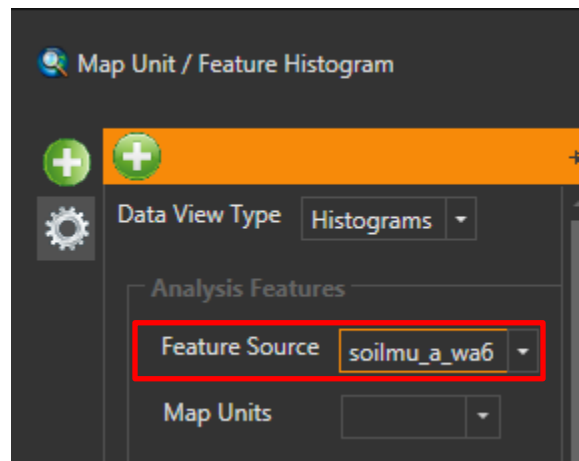 Map Unit / Feature Histogram
Data View Type Histograms
Analysis Features
Feature Source soilmu_a_wa6
Map Units